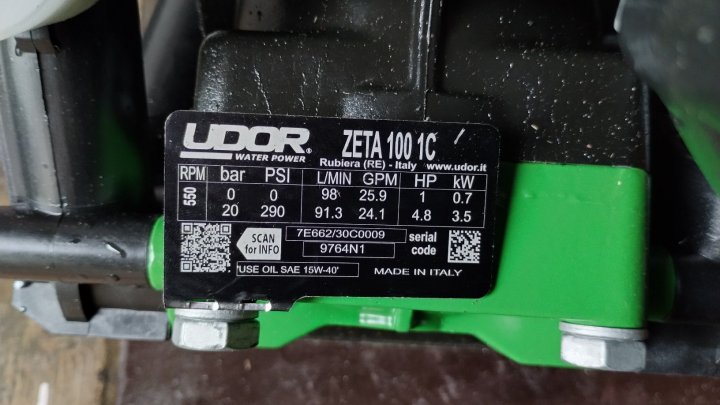 UDOR® ZETA 100 1C
WATER POWER Rubiera (RE) - Italy www.udor.it
RPM bar PSI L/MIN GPM HP kW
550 0 0 98 25.9 1 0.7
20 290 91.3 24.1 4.8 3.5
SCAN for INFO
7E662/30C0009 serial
9764N1 code
'USE OIL SAE 15W-40' MADE IN ITALY